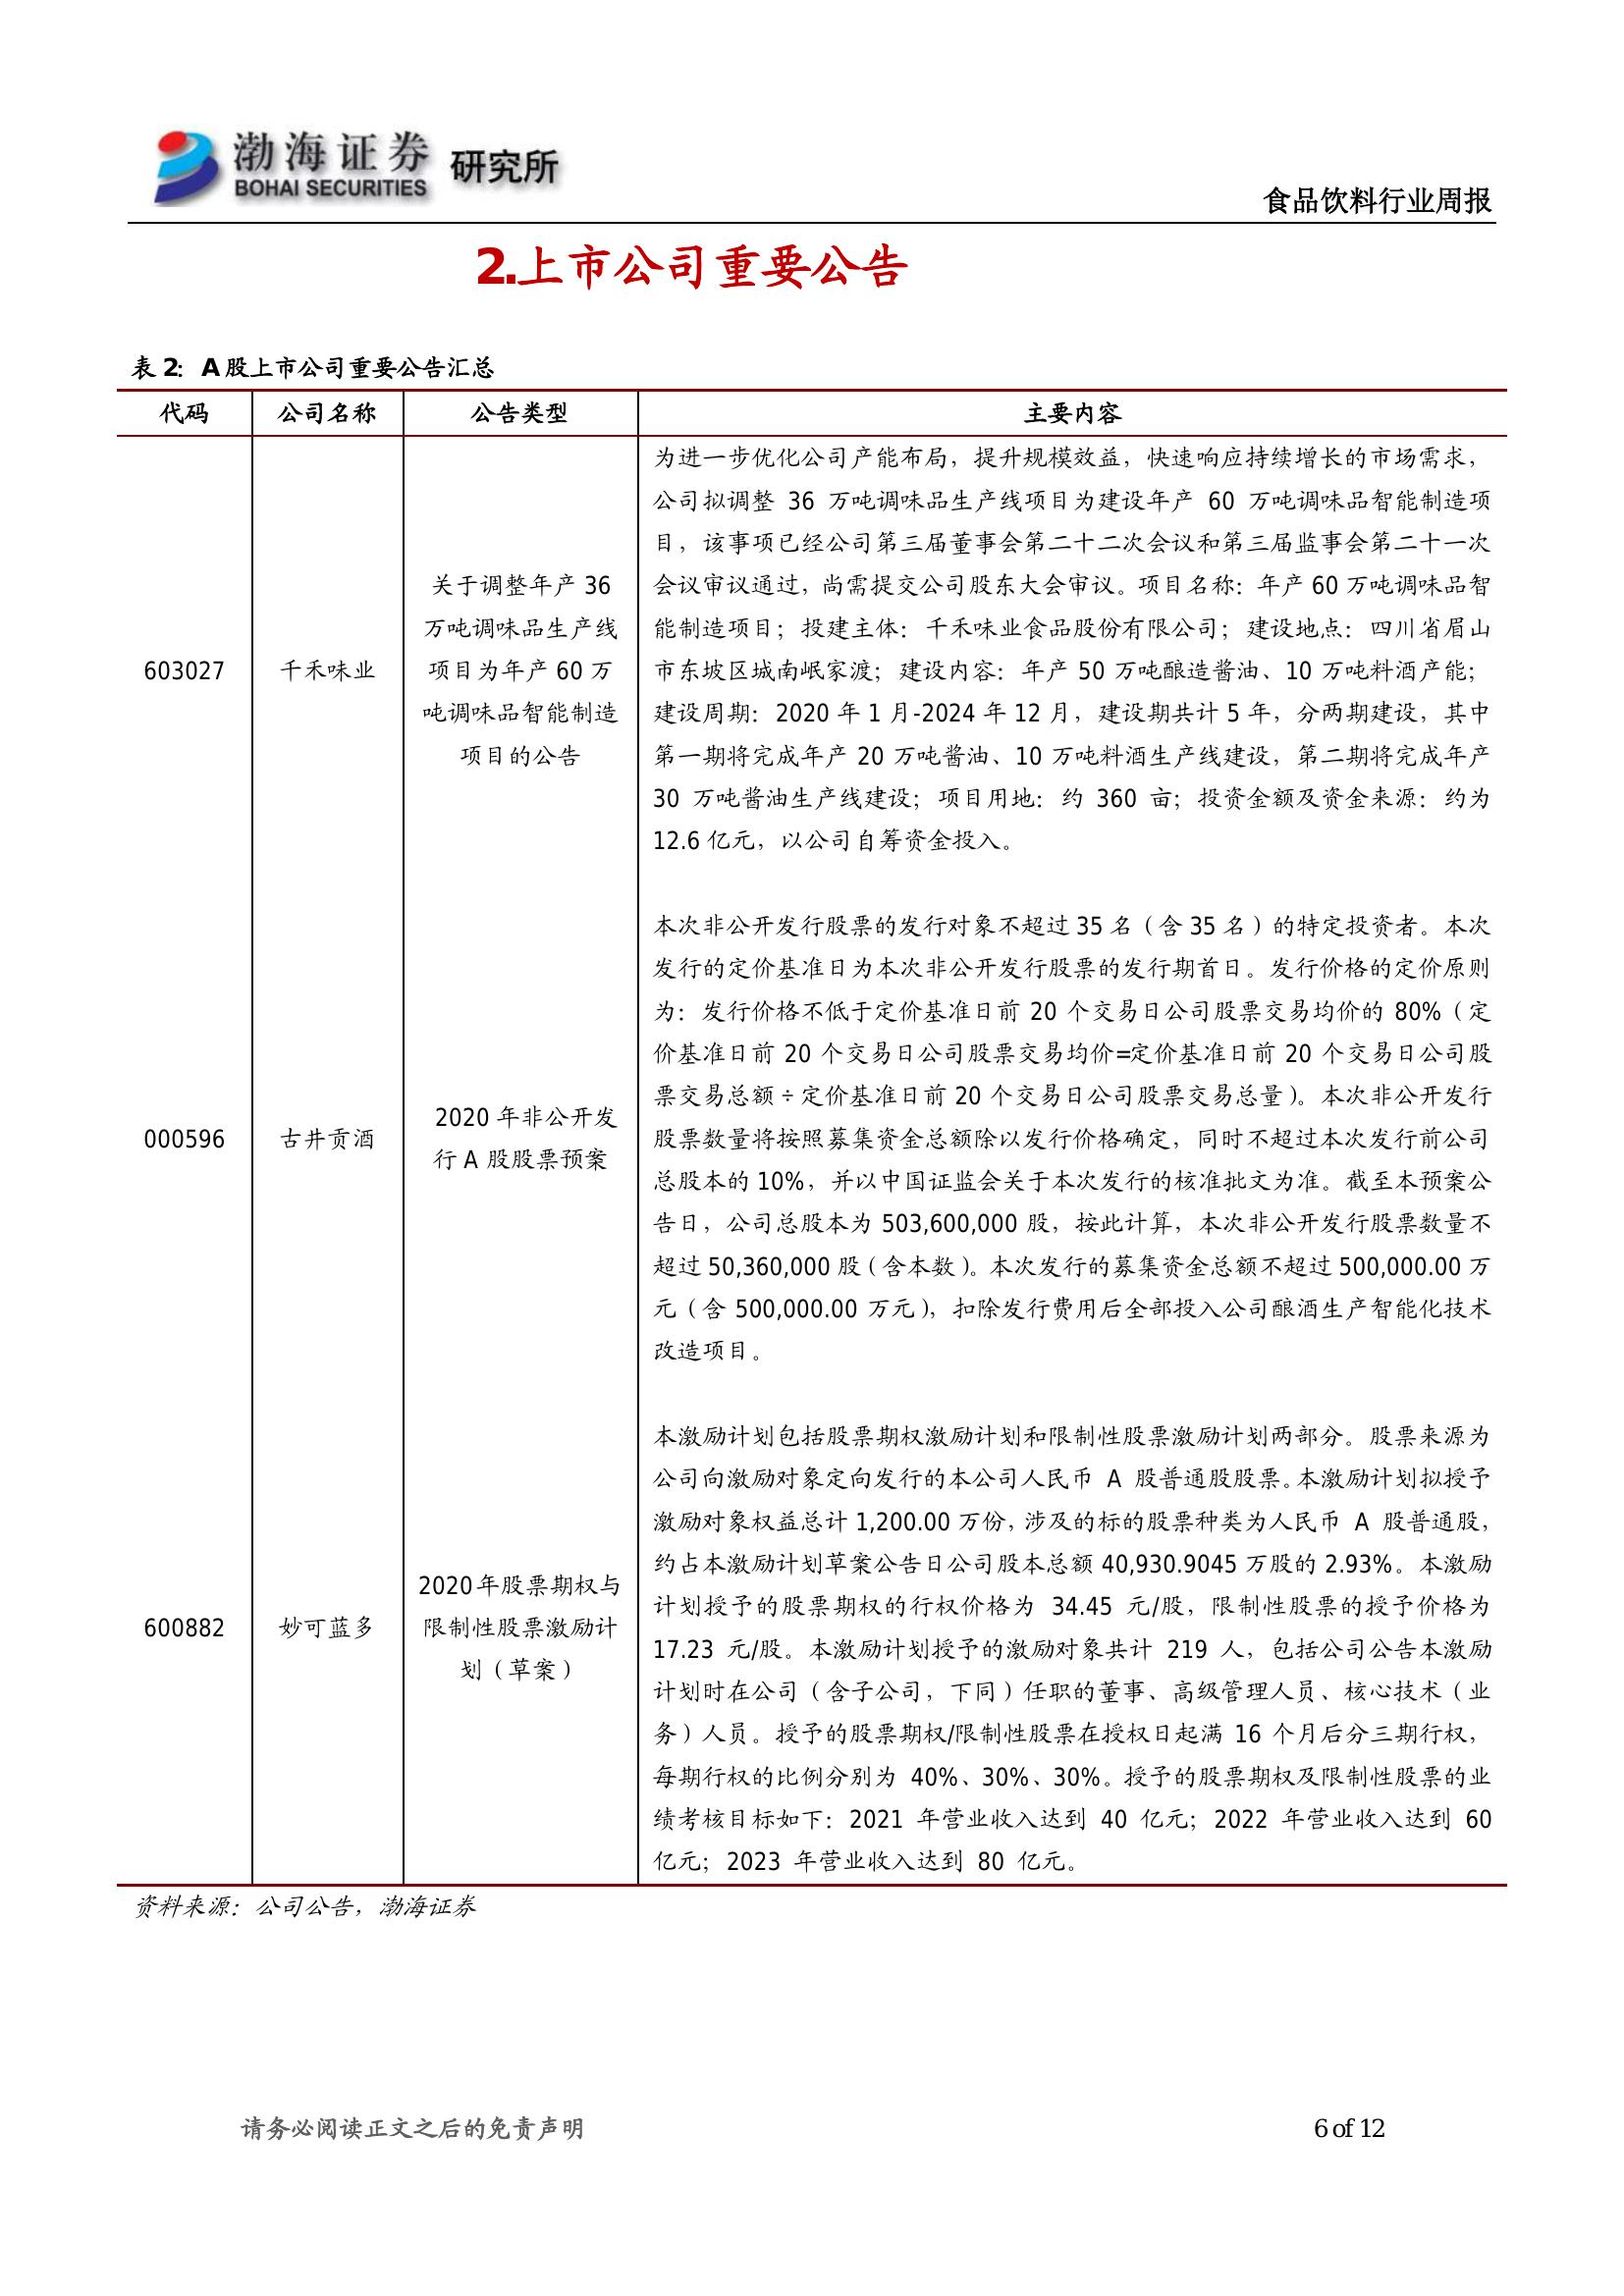 渤海证券 研究所
BOHAI SECURITIES
食品饮料行业周报
2.上市公司重要公告
表 2: A 股上市公司重要公告汇总
代码 公司名称 公告类型 主要内容
603027
千禾味业
关于调整年产 36
万吨调味品生产线
项目为年产 60 万
吨调味品智能制造
项目的公告
为进一步优化公司产能布局，提升规模效益，快速响应持续增长的市场需求，
公司拟调整 36 万吨调味品生产线项目为建设年产 60 万吨调味品智能制造项
目，该事项已经公司第三届董事会第二十二次会议和第三届监事会第二十一次
会议审议通过，尚需提交公司股东大会审议。项目名称：年产 60 万吨调味品智
能制造项目；投建主体：千禾味业食品股份有限公司；建设地点：四川省眉山
市东坡区城南岷家渡；建设内容：年产 50 万吨酿造酱油、10 万吨料酒产能；
建设周期：2020 年 1 月-2024 年 12 月，建设期共计 5 年，分两期建设，其中
第一期将完成年产 20 万吨酱油、10 万吨料酒生产线建设，第二期将完成年产
30 万吨酱油生产线建设；项目用地：约 360 亩；投资金额及资金来源：约为
12.6 亿元，以公司自筹资金投入。
000596
古井贡酒
2020 年非公开发
行 A 股股票预案
本次非公开发行股票的发行对象不超过 35 名（含 35 名）的特定投资者。本次
发行的定价基准日为本次非公开发行股票的发行期首日。发行价格的定价原则
为：发行价格不低于定价基准日前 20 个交易日公司股票交易均价的 80%（定
价基准日前 20 个交易日公司股票交易均价=定价基准日前 20 个交易日公司股
票交易总额÷定价基准日前 20 个交易日公司股票交易总量）。本次非公开发行
股票数量将按照募集资金总额除以发行价格确定，同时不超过本次发行前公司
总股本的 10%，并以中国证监会关于本次发行的核准批文为准。截至本预案公
告日，公司总股本为 503,600,000 股，按此计算，本次非公开发行股票数量不
超过 50,360,000 股（含本数）。本次发行的募集资金总额不超过 500,000.00 万
元（含 500,000.00 万元），扣除发行费用后全部投入公司酿酒生产智能化技术
改造项目。
600882
妙可蓝多
2020 年股票期权与
限制性股票激励计
划（草案）
本激励计划包括股票期权激励计划和限制性股票激励计划两部分。股票来源为
公司向激励对象定向发行的本公司人民币 A 股普通股股票。本激励计划拟授予
激励对象权益总计 1,200.00 万份，涉及的标的股票种类为人民币 A 股普通股，
约占本激励计划草案公告日公司股本总额 40,930.9045 万股的 2.93%。本激励
计划授予的股票期权的行权价格为 34.45 元/股，限制性股票的授予价格为
17.23 元/股。本激励计划授予的激励对象共计 219 人，包括公司公告本激励
计划时在公司（含子公司，下同）任职的董事、高级管理人员、核心技术（业
务）人员。授予的股票期权/限制性股票在授权日起满 16 个月后分三期行权，
每期行权的比例分别为 40%、30%、30%。授予的股票期权及限制性股票的业
绩考核目标如下：2021 年营业收入达到 40 亿元；2022 年营业收入达到 60
亿元；2023 年营业收入达到 80 亿元。
资料来源：公司公告，渤海证券
请务必阅读正文之后的免责声明
6 of 12